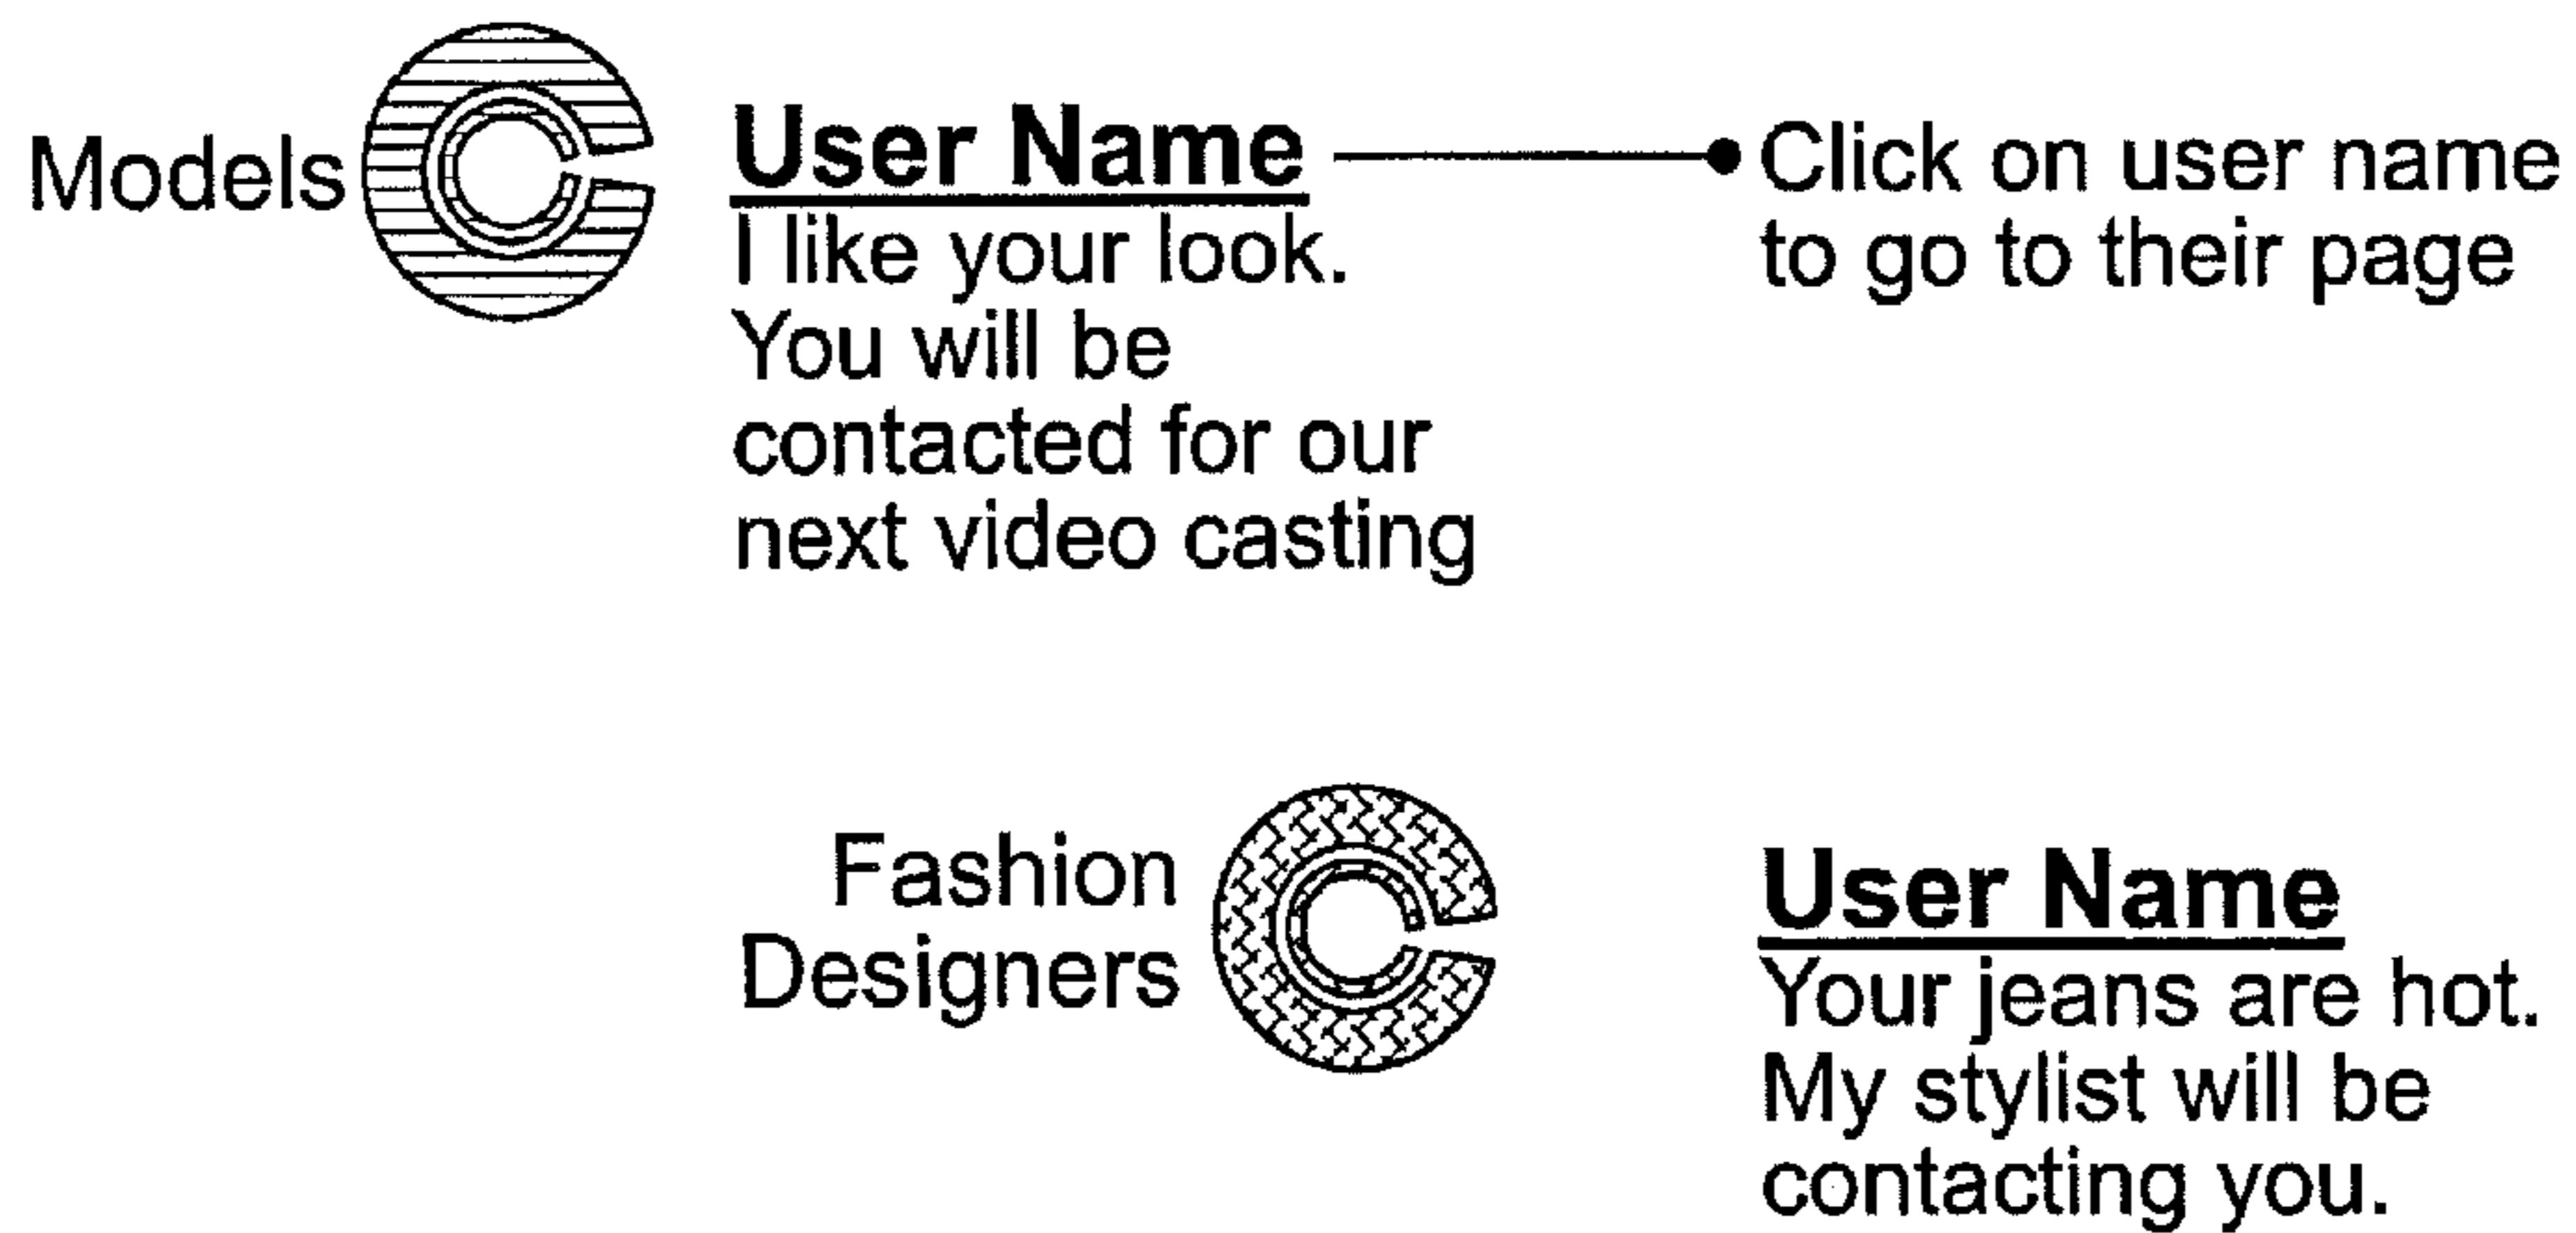 Models
User Name
I like your look.
You will be
contacted for our
next video casting
Click on user name
to go to their page
Fashion
Designers
User Name
Your jeans are hot.
My stylist will be
contacting you.